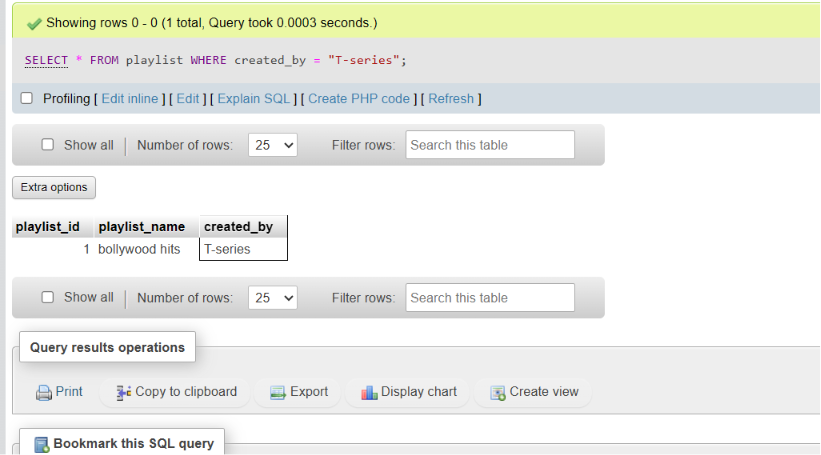 Showing rows 0 - 0 (1 total, Query took 0.0003 seconds.)
SELECT * FROM playlist WHERE created_by = "T-series";
Profiling [ Edit inline ] [ Edit ] [ Explain SQL ] [ Create PHP code ] [ Refresh ]
Show all | Number of rows: 25 Filter rows: Search this table
Extra options
playlist_id playlist_name created_by
1 bollywood hits T-series
Show all | Number of rows: 25 Filter rows: Search this table
Query results operations
Print Copy to clipboard Export Display chart Create view
Bookmark this SQL query